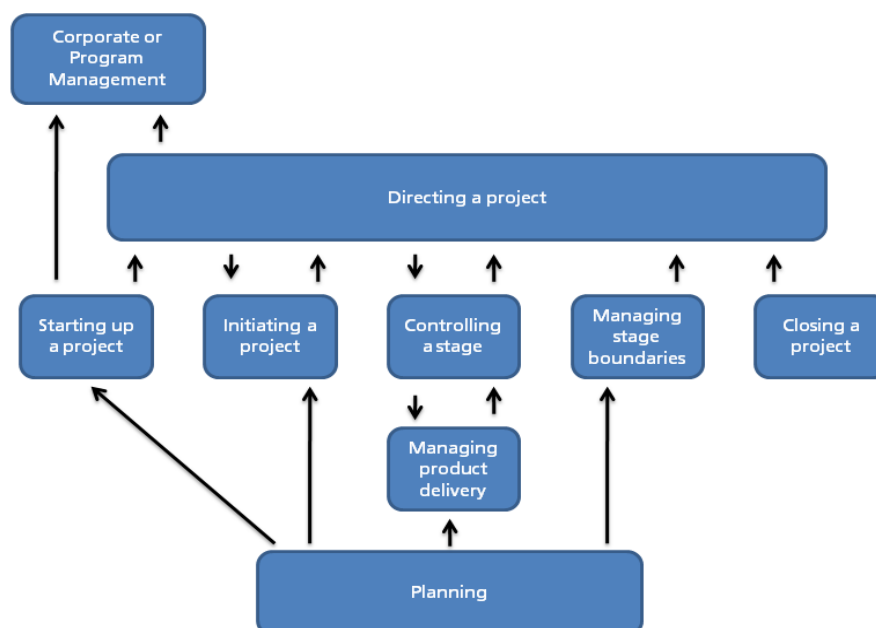 Corporate or
Program
Management
Directing a project
Starting up
a project
Initiating a
project
Controlling
a stage
Managing
stage
boundaries
Closing a
project
Managing
product
delivery
Planning